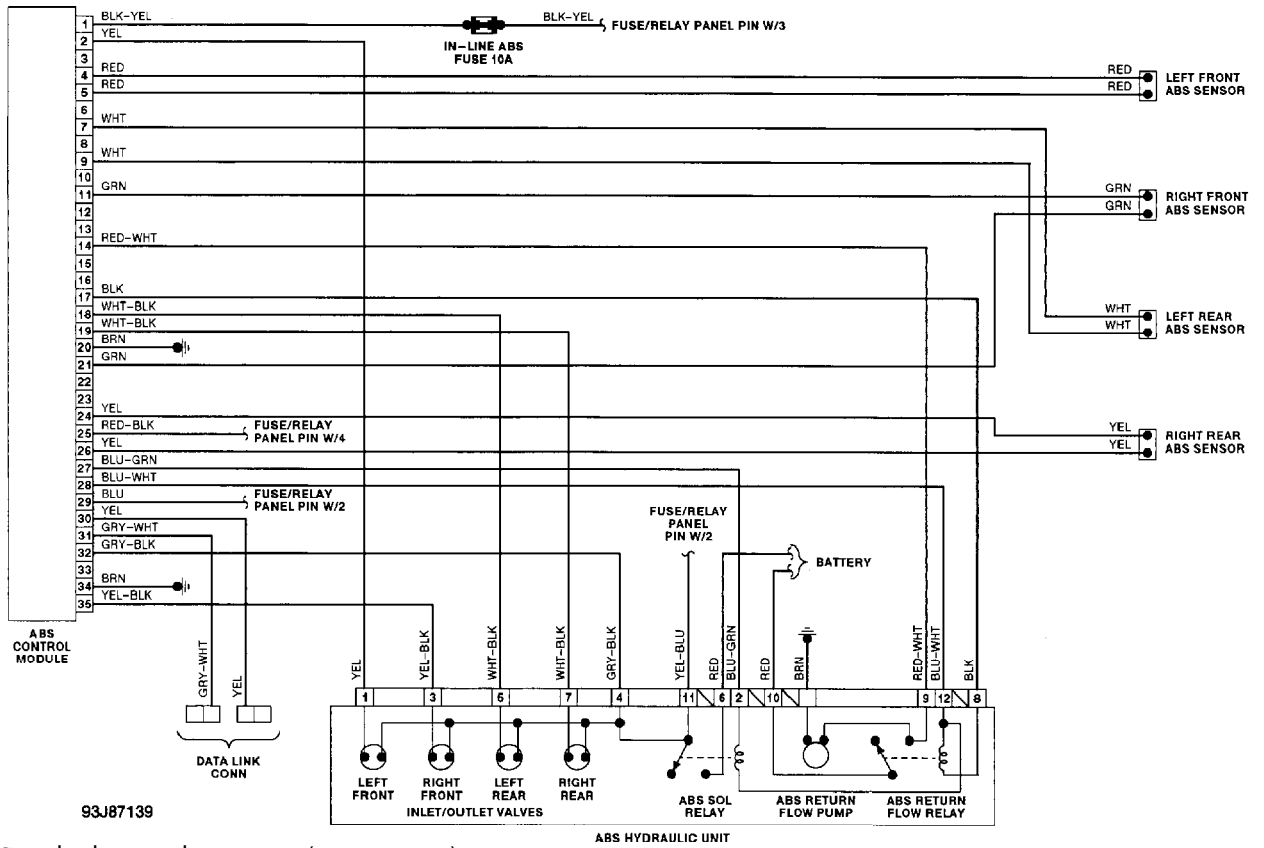 BLK-YEL
BLK-YEL
FUSE/RELAY PANEL PIN W/3
IN-LINE ABS
FUSE 10A
1
2
3
4
5
6
7
8
9
10
11
12
13
14
15
16
17
18
19
20
21
22
23
24
25
26
27
28
29
30
31
32
33
34
35
YEL
RED
RED
WHT
WHT
GRN
RED-WHT
BLK
WHT-BLK
WHT-BLK
BRN
GRN
YEL
RED-BLK
YEL
BLU-GRN
BLU-WHT
BLU
YEL
GRY-WHT
GRY-BLK
BRN
YEL-BLK
ABS
CONTROL
MODULE
FUSE/RELAY
PANEL PIN W/4
FUSE/RELAY
PANEL PIN W/2
RED
RED
LEFT FRONT
ABS SENSOR
GRN
GRN
RIGHT FRONT
ABS SENSOR
WHT
WHT
LEFT REAR
ABS SENSOR
YEL
YEL
RIGHT REAR
ABS SENSOR
FUSE/RELAY
PANEL
PIN W/2
BATTERY
GRY-WHT
YEL
DATA LINK
CONN
YEL
YEL-BLK
WHT-BLK
WHT-BLK
GRY-BLK
YEL-BLU
RED
BLU-GRN
RED
BRN
RED-WHT
BLU-WHT
BLK
1
3
5
7
4
11
6
2
10
9
12
8
LEFT
FRONT
RIGHT
FRONT
LEFT
REAR
RIGHT
REAR
INLET/OUTLET VALVES
ABS SOL
RELAY
ABS RETURN
FLOW PUMP
ABS RETURN
FLOW RELAY
93J87139
ABS HYDRAULIC UNIT